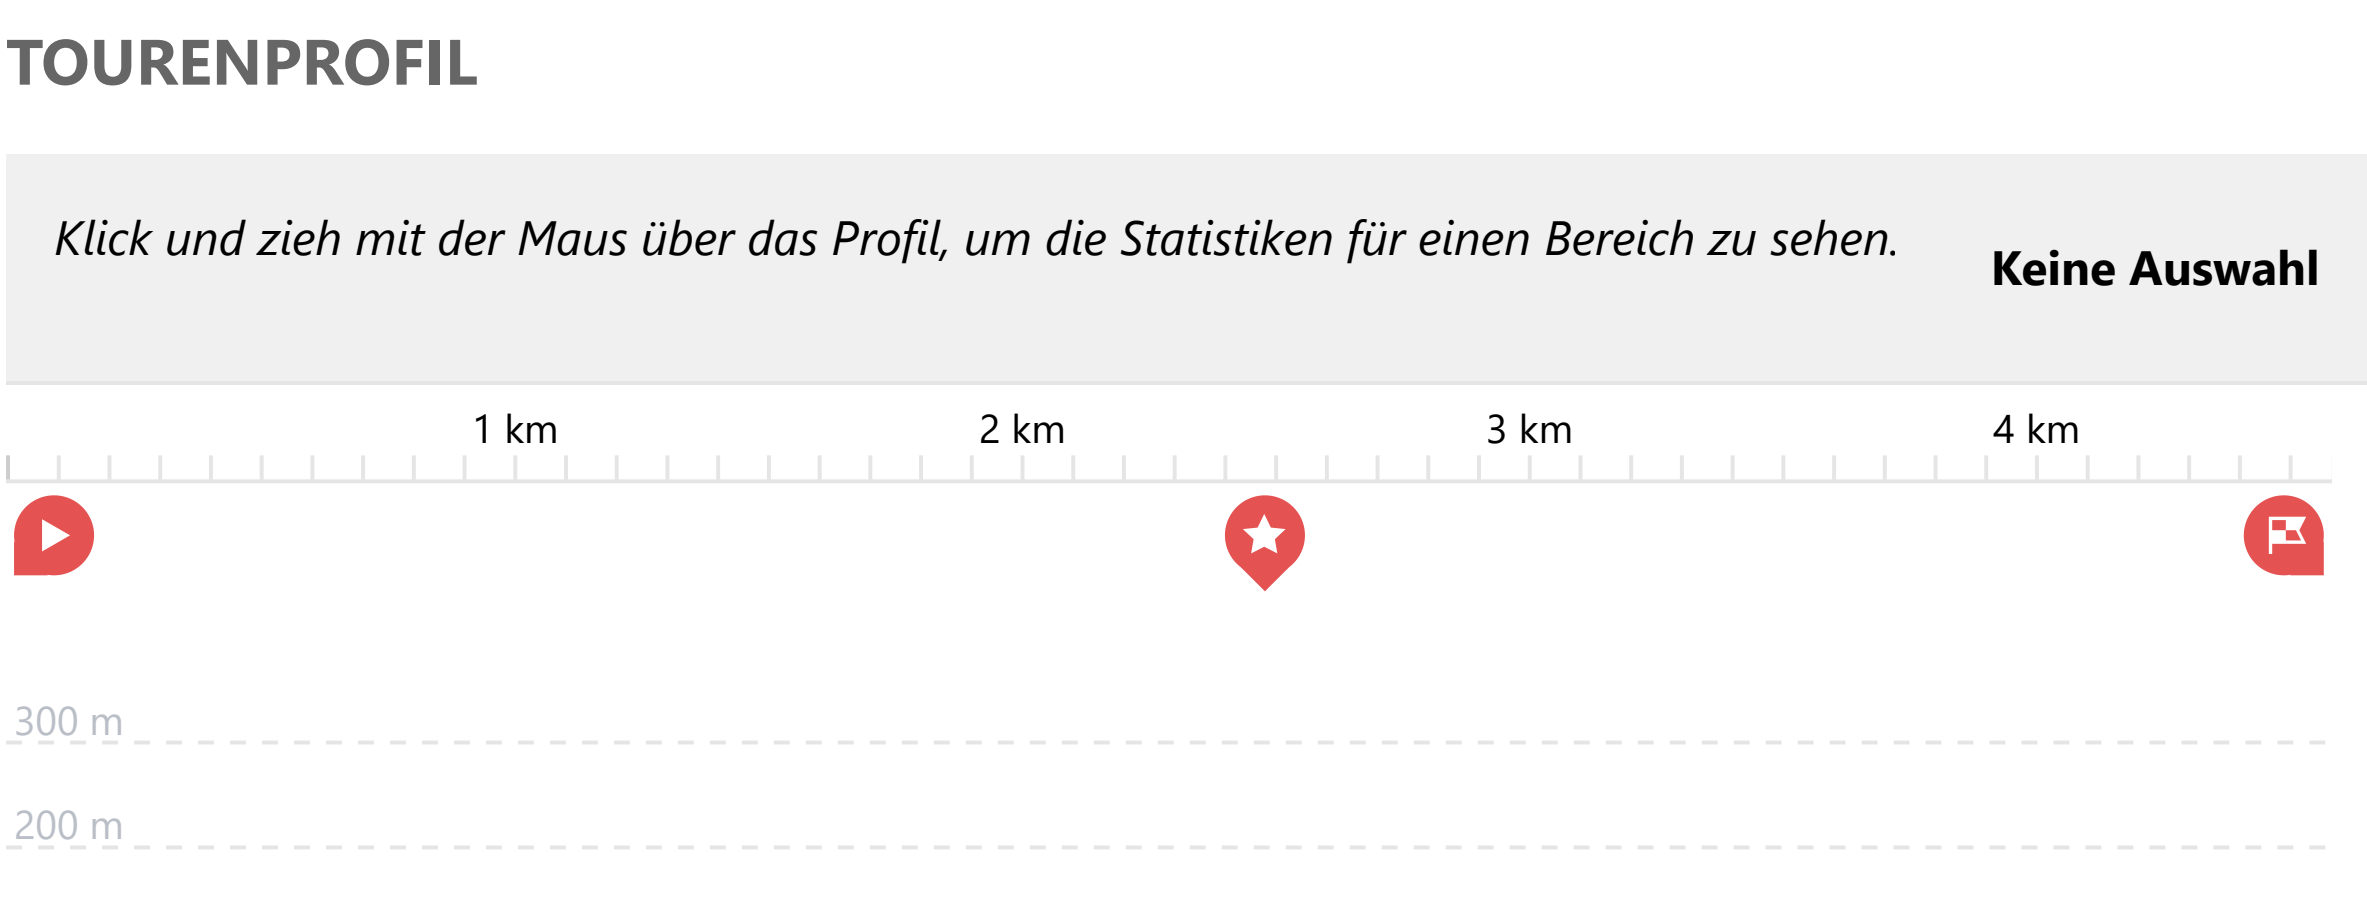 TOURENPROFIL
Klick und zieh mit der Maus über das Profil, um die Statistiken für einen Bereich zu sehen.
Keine Auswahl
1 km 2 km 3 km 4 km
300 m
200 m